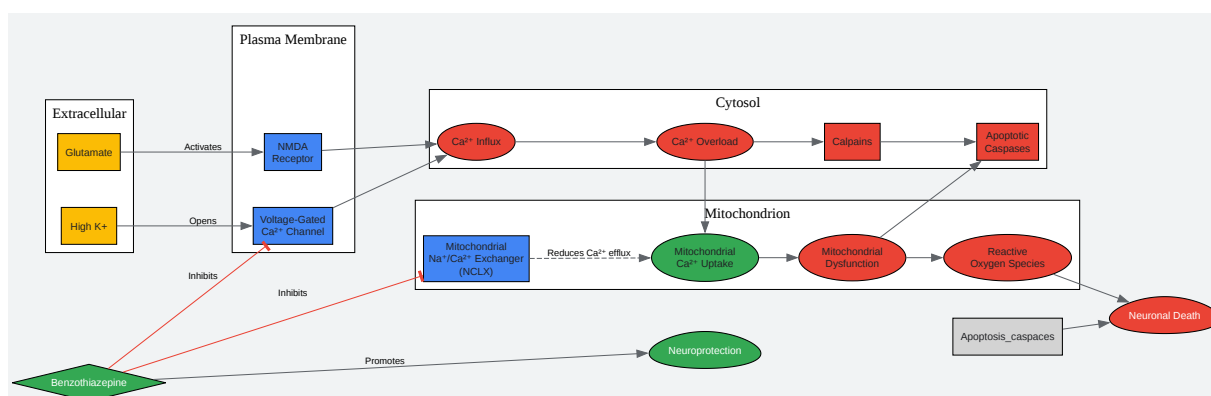 Plasma Membrane
Extracellular
Cytosol
Glutamate
Activates
NMDA
Receptor
Ca²⁺ Influx
Ca²⁺ Overload
Calpains
Apoptotic
Caspases
High K+
Opens
Voltage-Gated
Ca²⁺ Channel
Mitochondrion
Mitochondrial
Na⁺/Ca²⁺ Exchanger
(NCLX)
Reduces Ca²⁺ efflux
Mitochondrial
Ca²⁺ Uptake
Mitochondrial
Dysfunction
Reactive
Oxygen Species
Inhibits
Inhibits
Neuronal Death
Apoptosis_caspaces
Neuroprotection
Promotes
Benzothiazepine